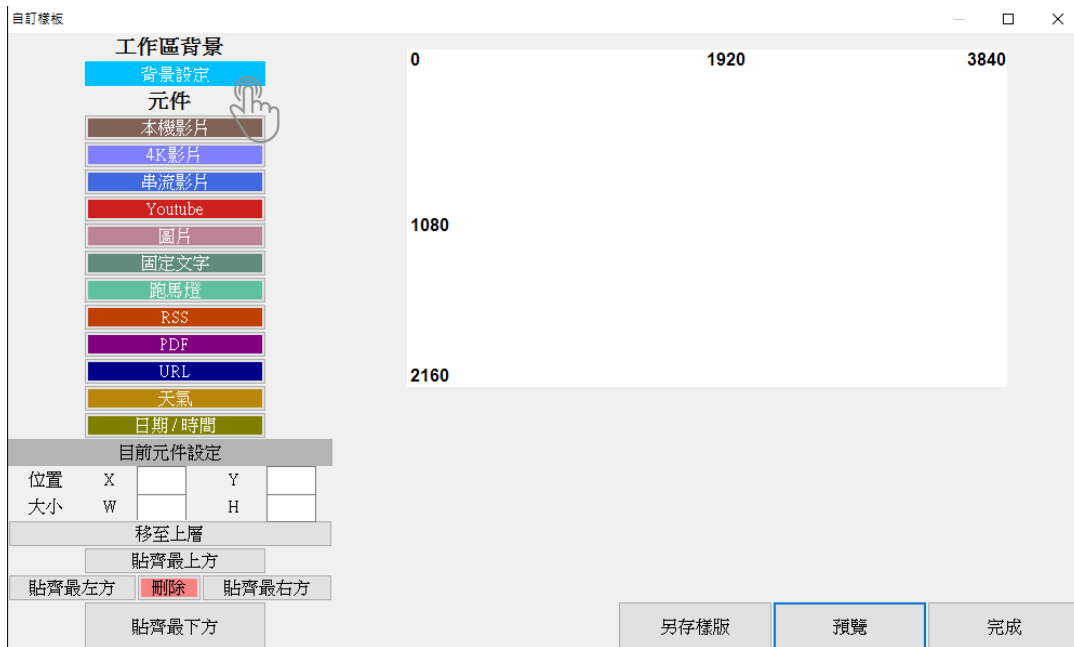 自訂樣板
工作區背景
背景設定
元件
本機影片
4K影片
串流影片
Youtube
圖片
固定文字
跑馬燈
RSS
PDF
URL
天氣
日期/時間
目前元件設定
位置 X Y
大小 W H
移至上層
貼齊最上方
貼齊最左方 刪除 貼齊最右方
貼齊最下方
0 1920 3840
1080
2160
另存樣版 預覽 完成